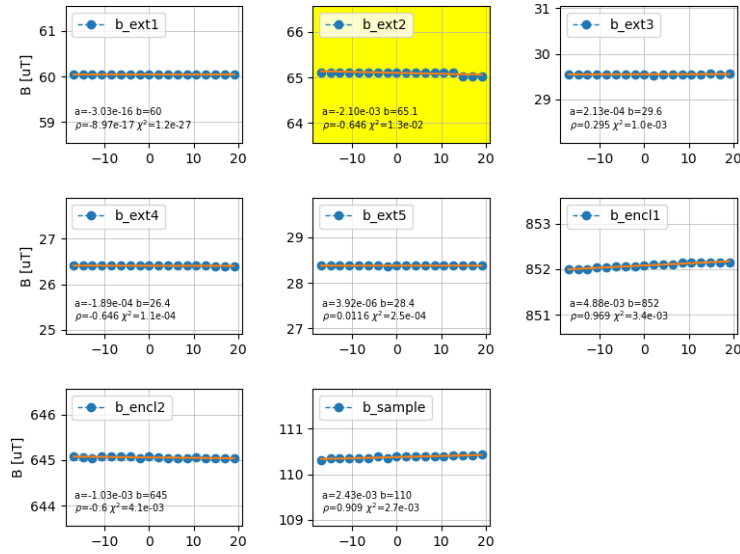 b_ext1
B [uT]
61
60
59
a=-3.03e-16 b=60
ρ=-8.97e-17 χ²=1.2e-27
−10 0 10 20
b_ext2
66
65
64
a=-2.10e-03 b=65.1
ρ=-0.646 χ²=1.3e-02
−10 0 10 20
b_ext3
31
30
29
a=2.13e-04 b=29.6
ρ=0.295 χ²=1.0e-03
−10 0 10 20
b_ext4
B [uT]
27
26
25
a=-1.89e-04 b=26.4
ρ=-0.646 χ²=1.1e-04
−10 0 10 20
b_ext5
29
28
27
a=3.92e-06 b=28.4
ρ=0.0116 χ²=2.5e-04
−10 0 10 20
b_encl1
853
852
851
a=4.88e-03 b=852
ρ=0.969 χ²=3.4e-03
−10 0 10 20
b_encl2
B [uT]
646
645
644
a=-1.03e-03 b=645
ρ=-0.6 χ²=4.1e-03
−10 0 10 20
b_sample
111
110
109
a=2.43e-03 b=110
ρ=0.909 χ²=2.7e-03
−10 0 10 20